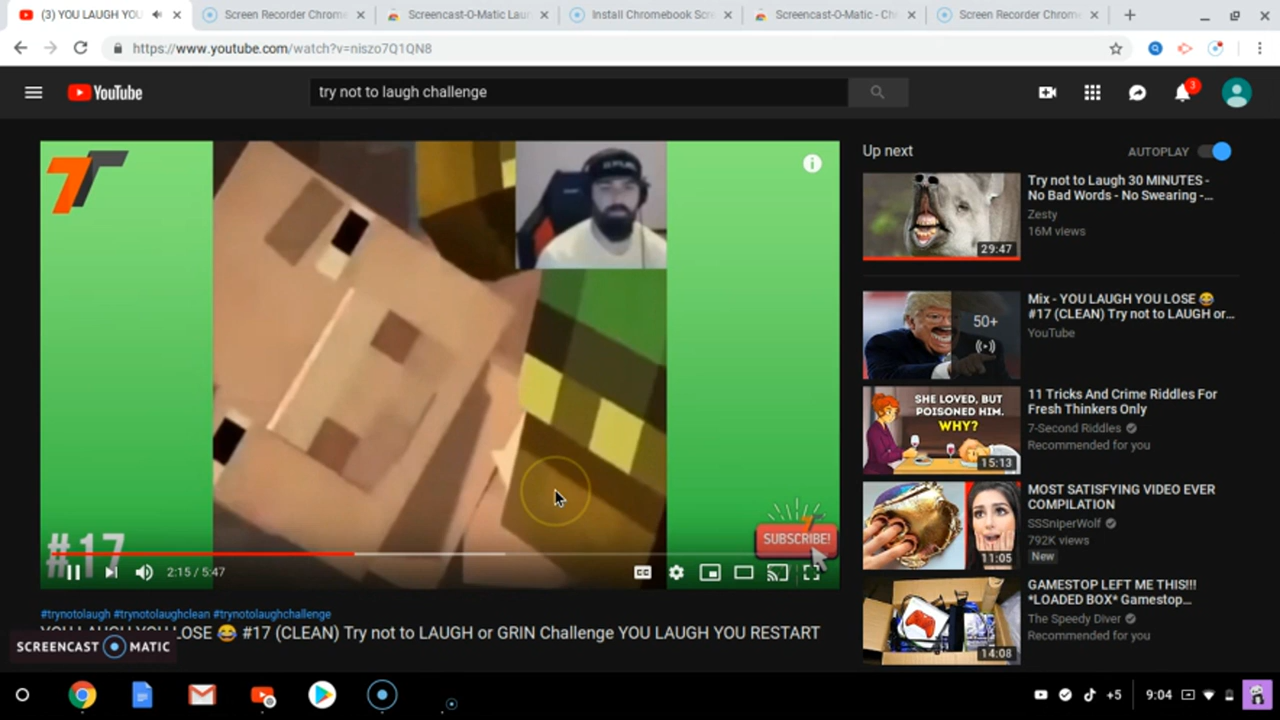 (3) YOU LAUGH YOU
Screen Recorder Chrome
Screencast-O-Matic Laun
Install Chromebook Scre
Screencast-O-Matic - Ch
Screen Recorder Chrome
https://www.youtube.com/watch?v=niszo7Q1QN8
YouTube
try not to laugh challenge
3
7T
#17
SUBSCRIBE!
2:15 / 5:47
#trynotolaugh #trynotolaughclean #trynotolaughchallenge
YOU LAUGH YOU LOSE 😂 #17 (CLEAN) Try not to LAUGH or GRIN Challenge YOU LAUGH YOU RESTART
SCREENCAST O MATIC
Up next
AUTOPLAY
Try not to Laugh 30 MINUTES -
No Bad Words - No Swearing -...
Zesty
16M views
29:47
Mix - YOU LAUGH YOU LOSE 😂
#17 (CLEAN) Try not to LAUGH or...
YouTube
50+
11 Tricks And Crime Riddles For
Fresh Thinkers Only
7-Second Riddles
Recommended for you
SHE LOVED, BUT
POISONED HIM.
WHY?
15:13
MOST SATISFYING VIDEO EVER
COMPILATION
SSSniperWolf
792K views
New
11:05
GAMESTOP LEFT ME THIS!!!
*LOADED BOX* Gamestop...
The Speedy Diver
Recommended for you
14:08
+5
9:04